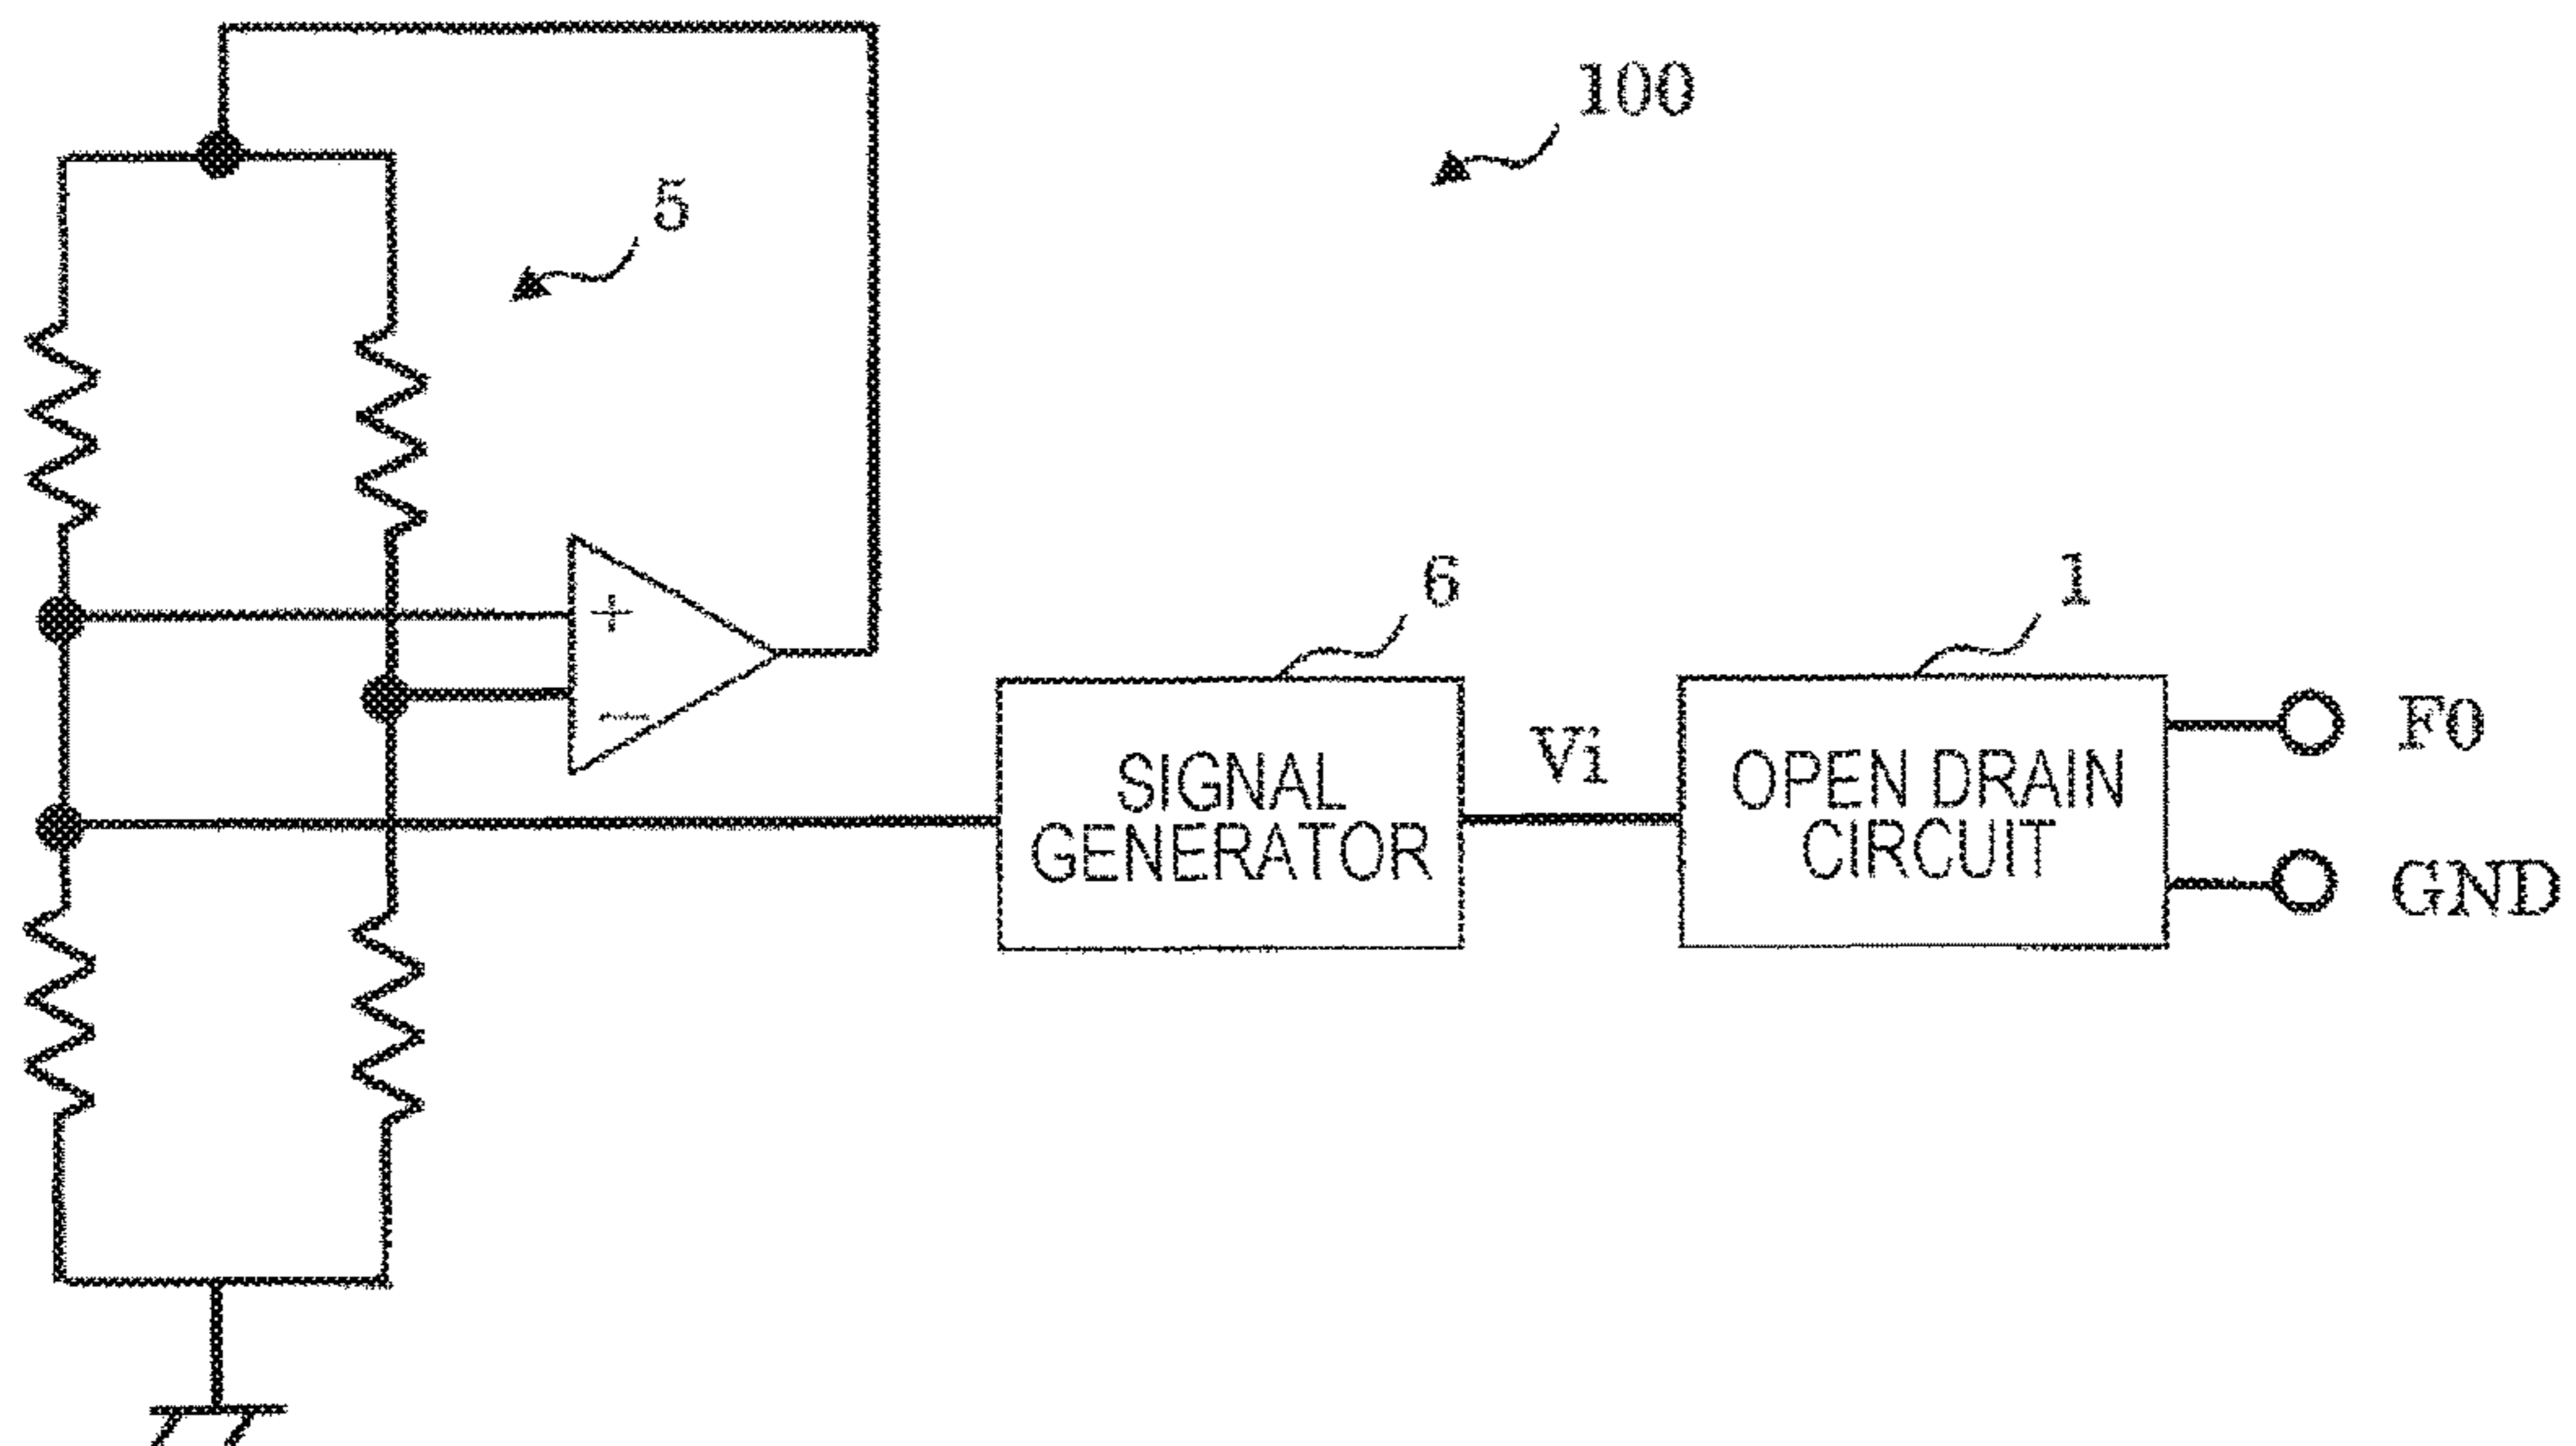 100
5
+
−
6
1
SIGNAL
GENERATOR
Vi
OPEN DRAIN
CIRCUIT
F0
GND